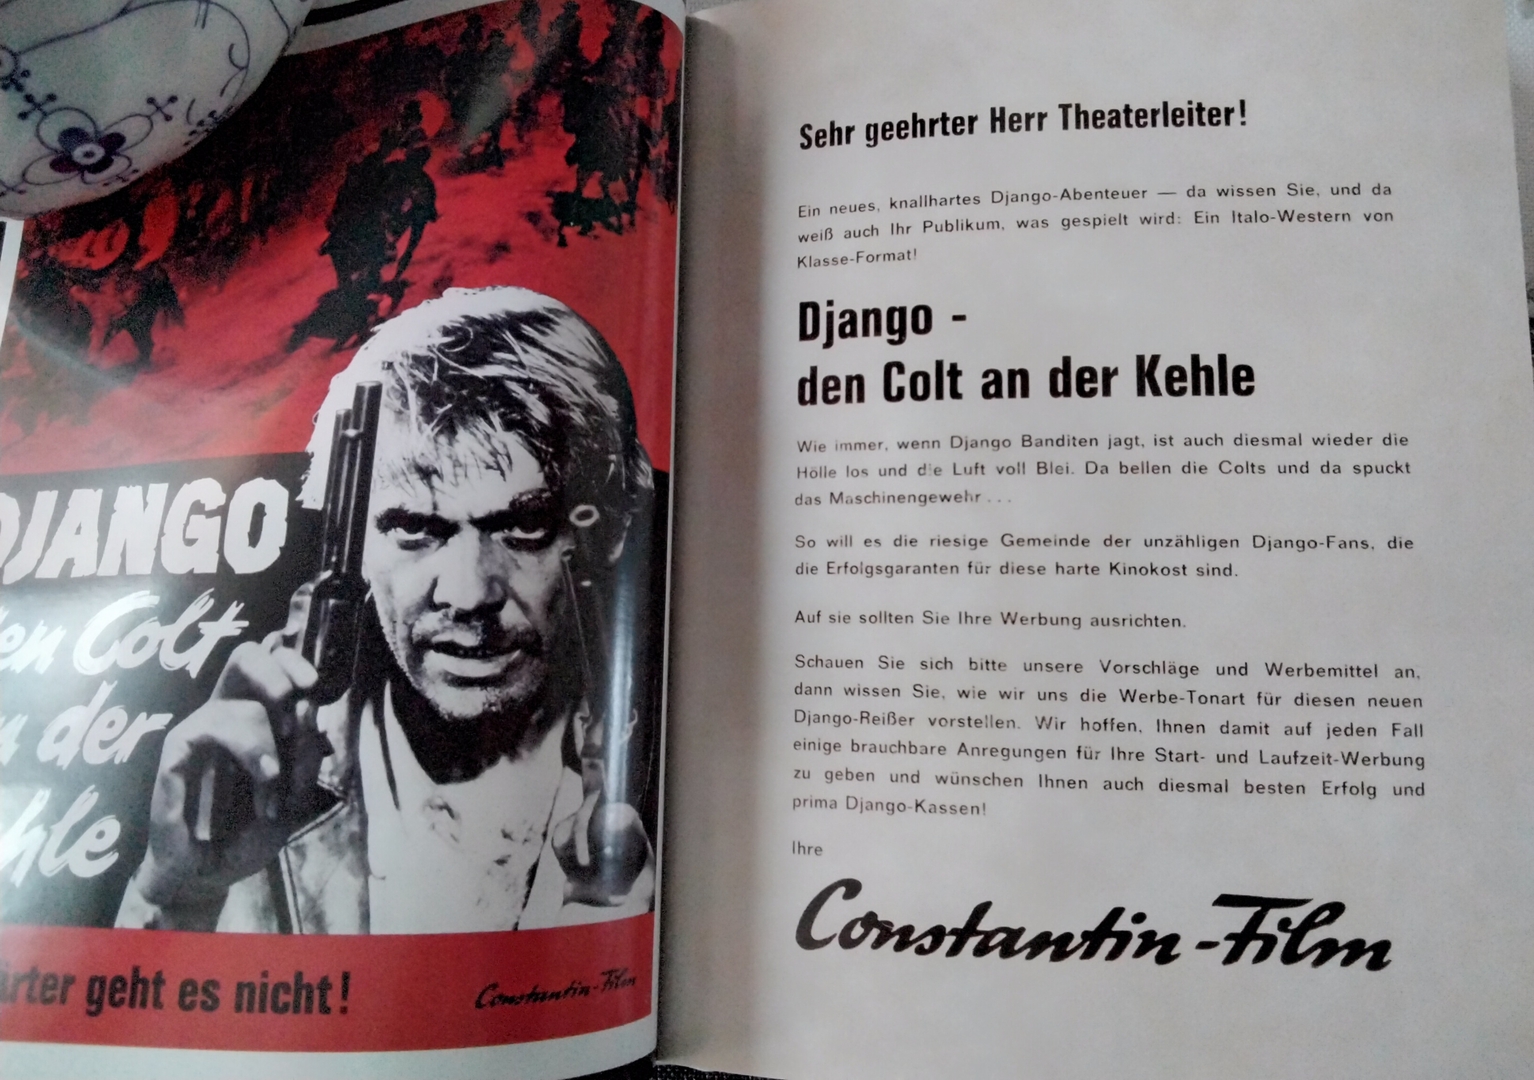 DJANGO
Colt
der
geht es nicht!
Constantin-Film
Sehr geehrter Herr Theaterleiter!
Ein neues, knallhartes Django-Abenteuer — da wissen Sie, und da
weiß auch Ihr Publikum, was gespielt wird: Ein Italo-Western von
Klasse-Format!
Django -
den Colt an der Kehle
Wie immer, wenn Django Banditen jagt, ist auch diesmal wieder die
Hölle los und die Luft voll Blei. Da bellen die Colts und da spuckt
das Maschinengewehr . . .
So will es die riesige Gemeinde der unzähligen Django-Fans, die
die Erfolgsgaranten für diese harte Kinokost sind.
Auf sie sollten Sie Ihre Werbung ausrichten.
Schauen Sie sich bitte unsere Vorschläge und Werbemittel an,
dann wissen Sie, wie wir uns die Werbe-Tonart für diesen neuen
Django-Reißer vorstellen. Wir hoffen, Ihnen damit auf jeden Fall
einige brauchbare Anregungen für Ihre Start- und Laufzeit-Werbung
zu geben und wünschen Ihnen auch diesmal besten Erfolg und
prima Django-Kassen!
Ihre
Constantin-Film